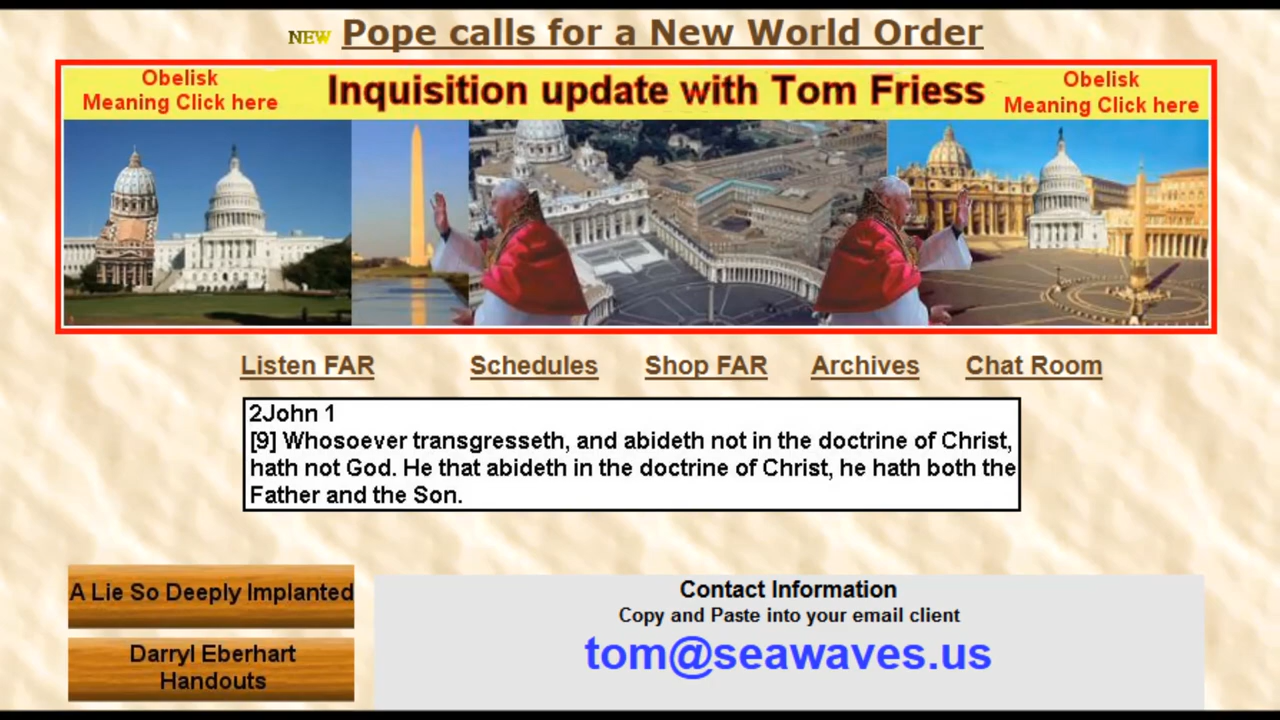 NEW Pope calls for a New World Order
Obelisk
Meaning Click here
Inquisition update with Tom Friess
Obelisk
Meaning Click here
Listen FAR
Schedules
Shop FAR
Archives
Chat Room
2John 1
[9] Whosoever transgresseth, and abideth not in the doctrine of Christ,
hath not God. He that abideth in the doctrine of Christ, he hath both the
Father and the Son.
A Lie So Deeply Implanted
Darryl Eberhart
Handouts
Contact Information
Copy and Paste into your email client
tom@seawaves.us